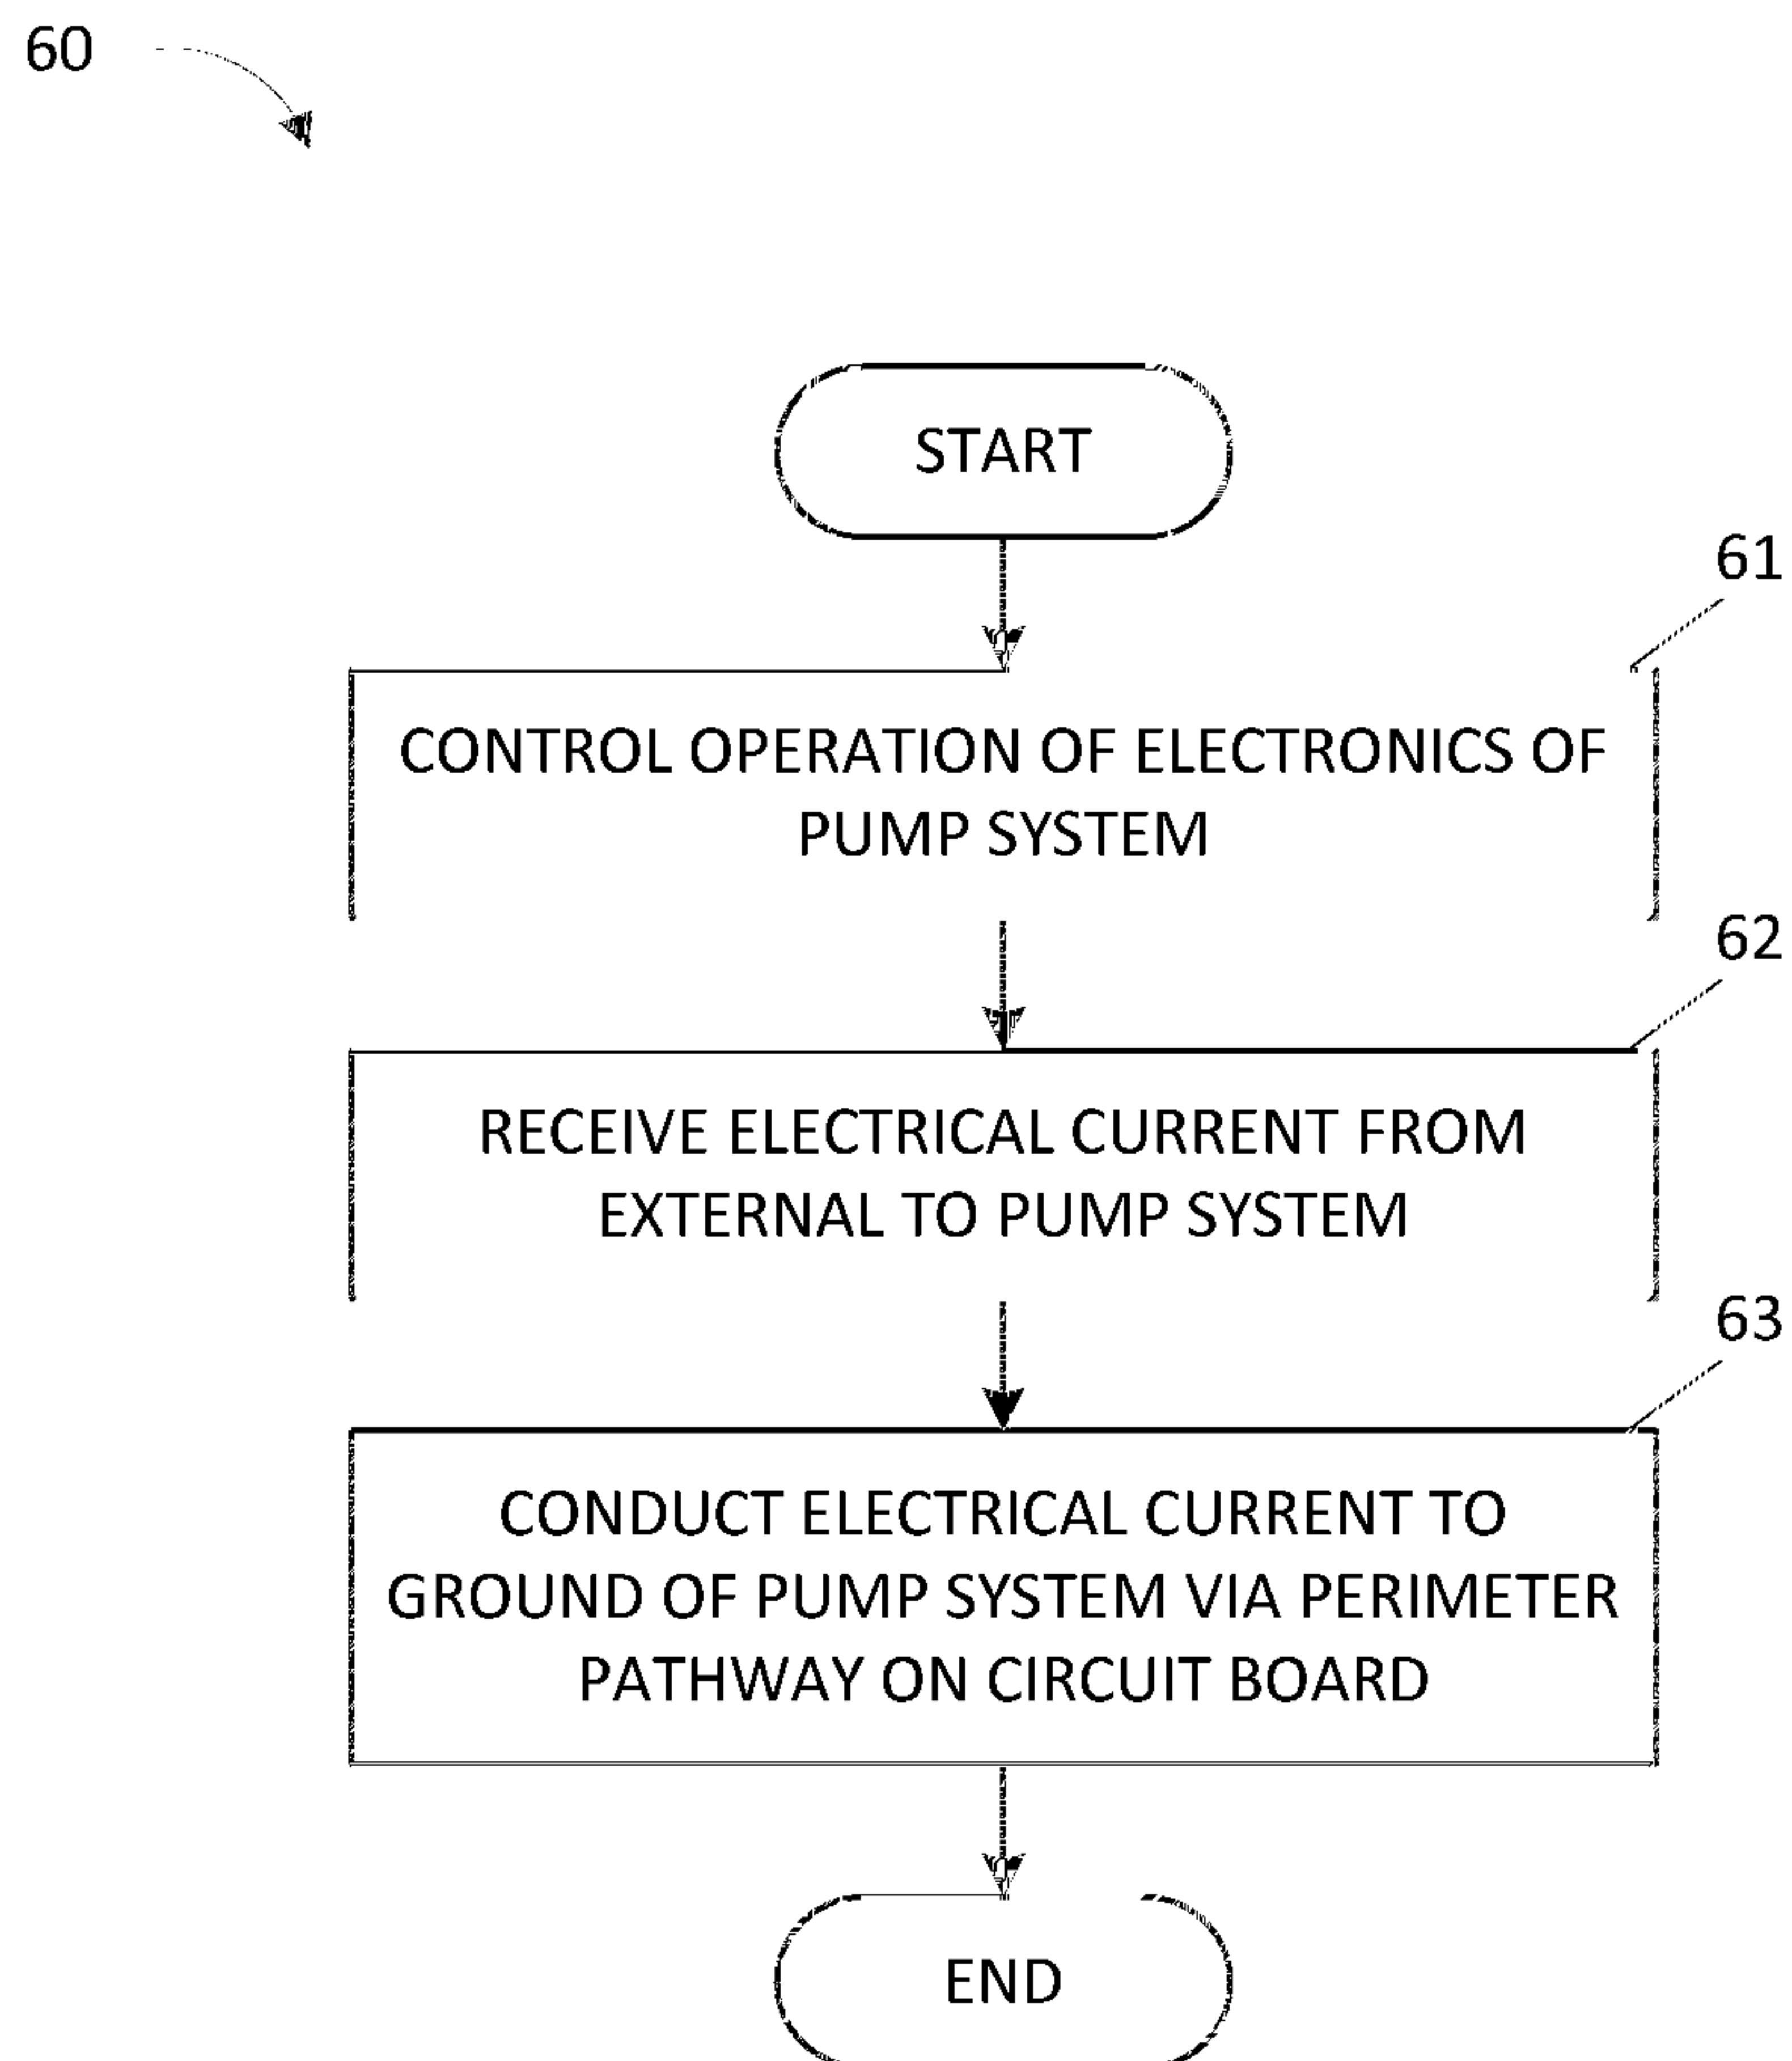 60
START
61
CONTROL OPERATION OF ELECTRONICS OF
PUMP SYSTEM
62
RECEIVE ELECTRICAL CURRENT FROM
EXTERNAL TO PUMP SYSTEM
63
CONDUCT ELECTRICAL CURRENT TO
GROUND OF PUMP SYSTEM VIA PERIMETER
PATHWAY ON CIRCUIT BOARD
END